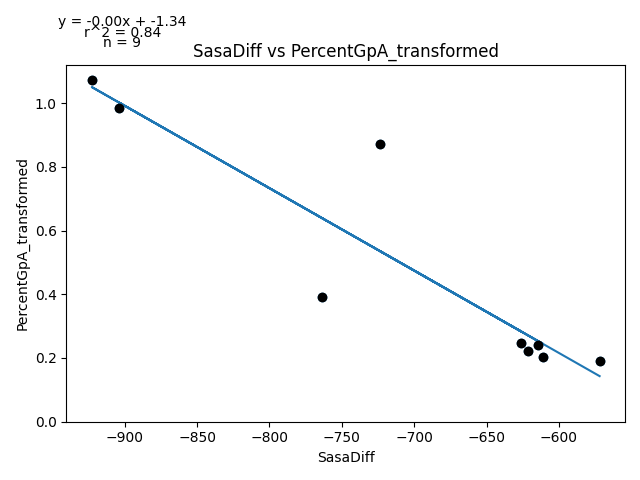 y = -0.00x + -1.34
r^2 = 0.84
n = 9
SasaDiff vs PercentGpA_transformed
PercentGpA_transformed
1.0
0.8
0.6
0.4
0.2
0.0
−900
−850
−800
−750
−700
−650
−600
SasaDiff